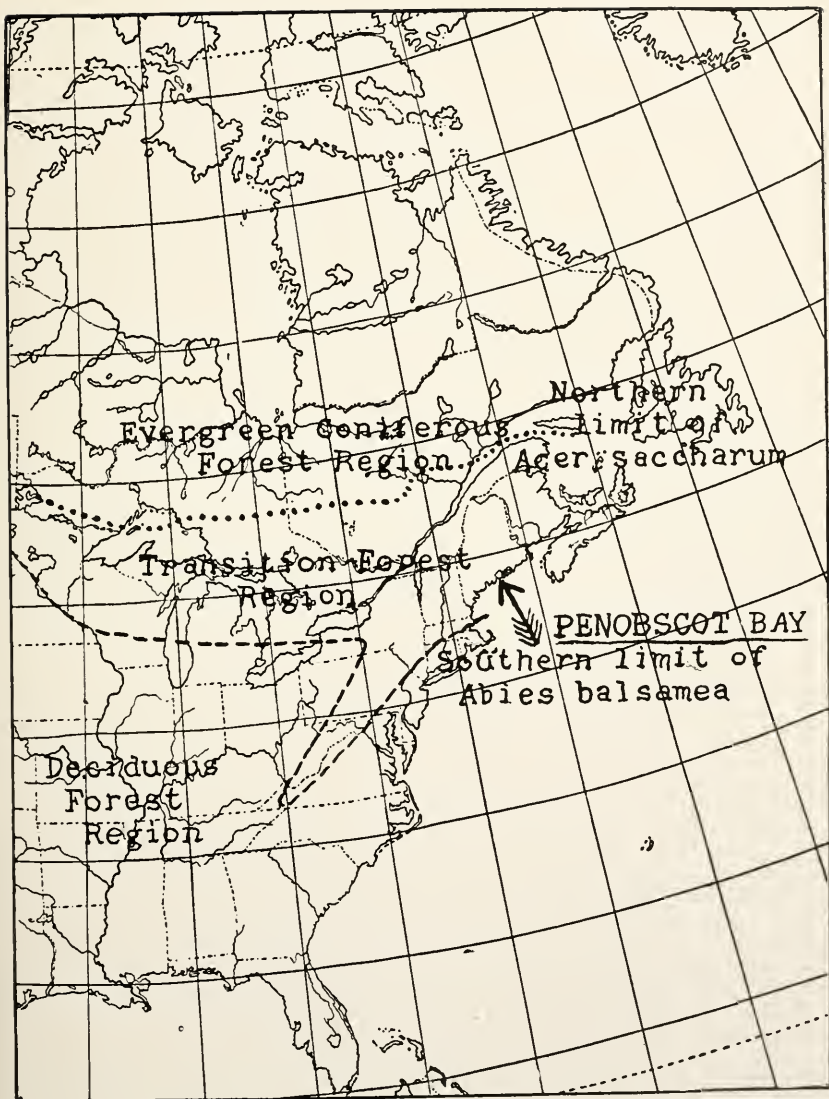 Northern
limit of
Acer saccharum
Evergreen Coniferous
Forest Region
Transition Forest
Region
PENOBSCOT BAY
Southern limit of
Abies balsamea
Deciduous
Forest
Region